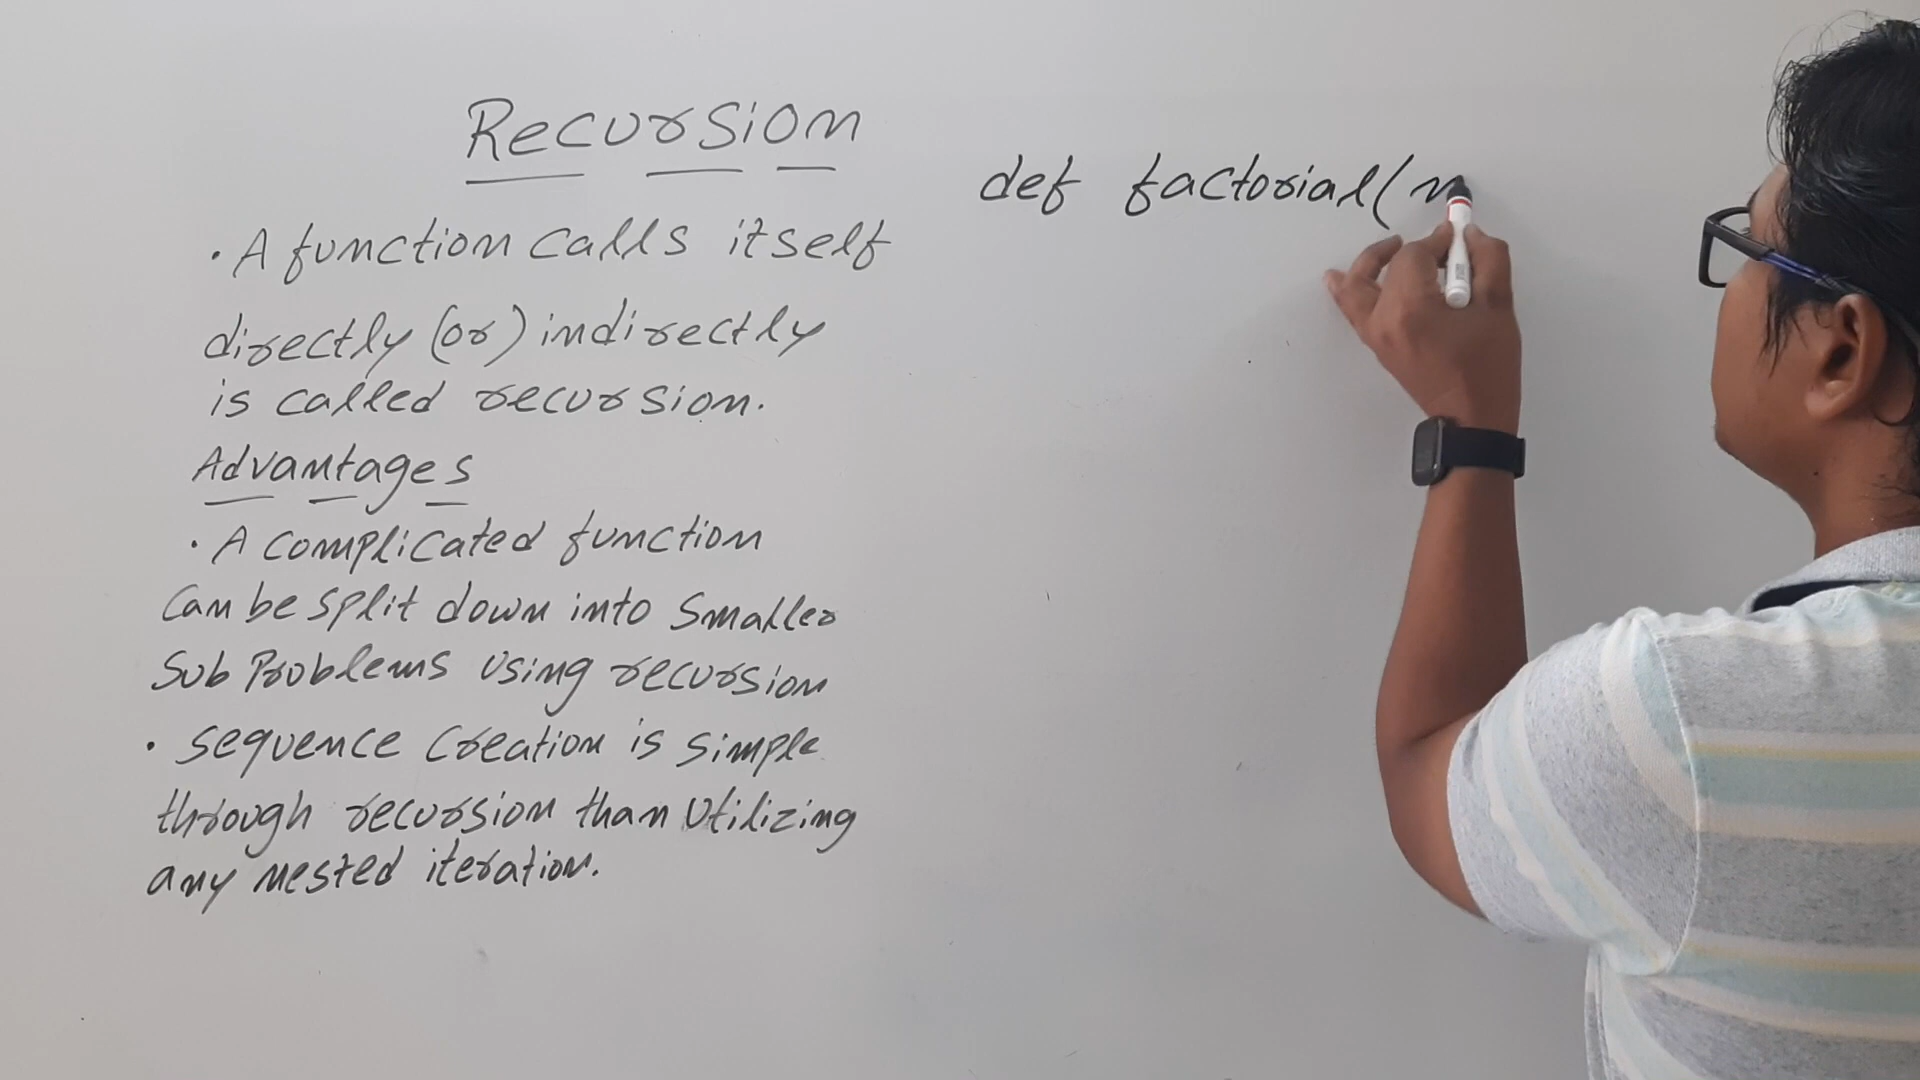 Recursion
• A function calls itself
directly (or) indirectly
is called recursion.
Advantages
• A complicated function
Can be split down into smaller
Sub Problems using recursion
• Sequence Creation is simple
through recursion than utilizing
any nested iteration.
def factorial(n